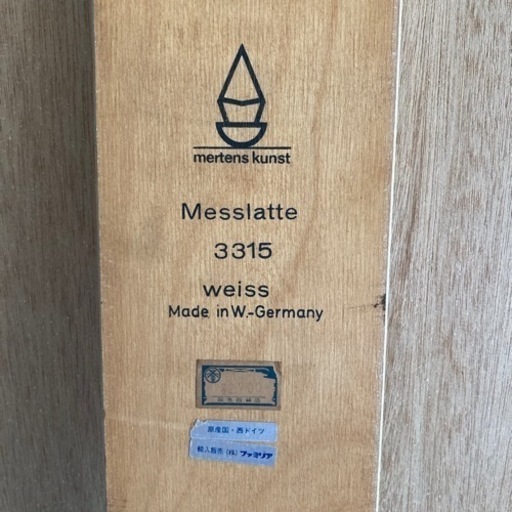 mertens kunst
Messlatte
3315
weiss
Made in W.-Germany
原産国・西ドイツ
輸入販売 (株) ファミリア